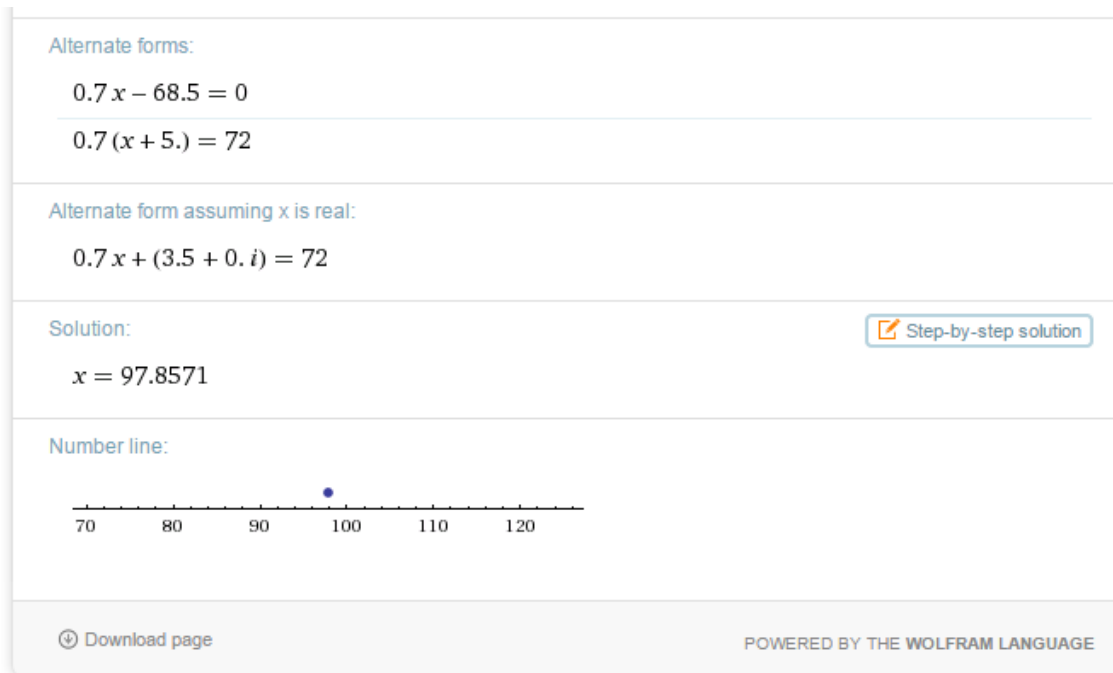 Alternate forms:
0.7 x – 68.5 = 0
0.7 (x + 5.) = 72
Alternate form assuming x is real:
0.7 x + (3.5 + 0. i) = 72
Solution:
Step-by-step solution
x = 97.8571
Number line:
70 80 90 100 110 120
Download page
POWERED BY THE WOLFRAM LANGUAGE